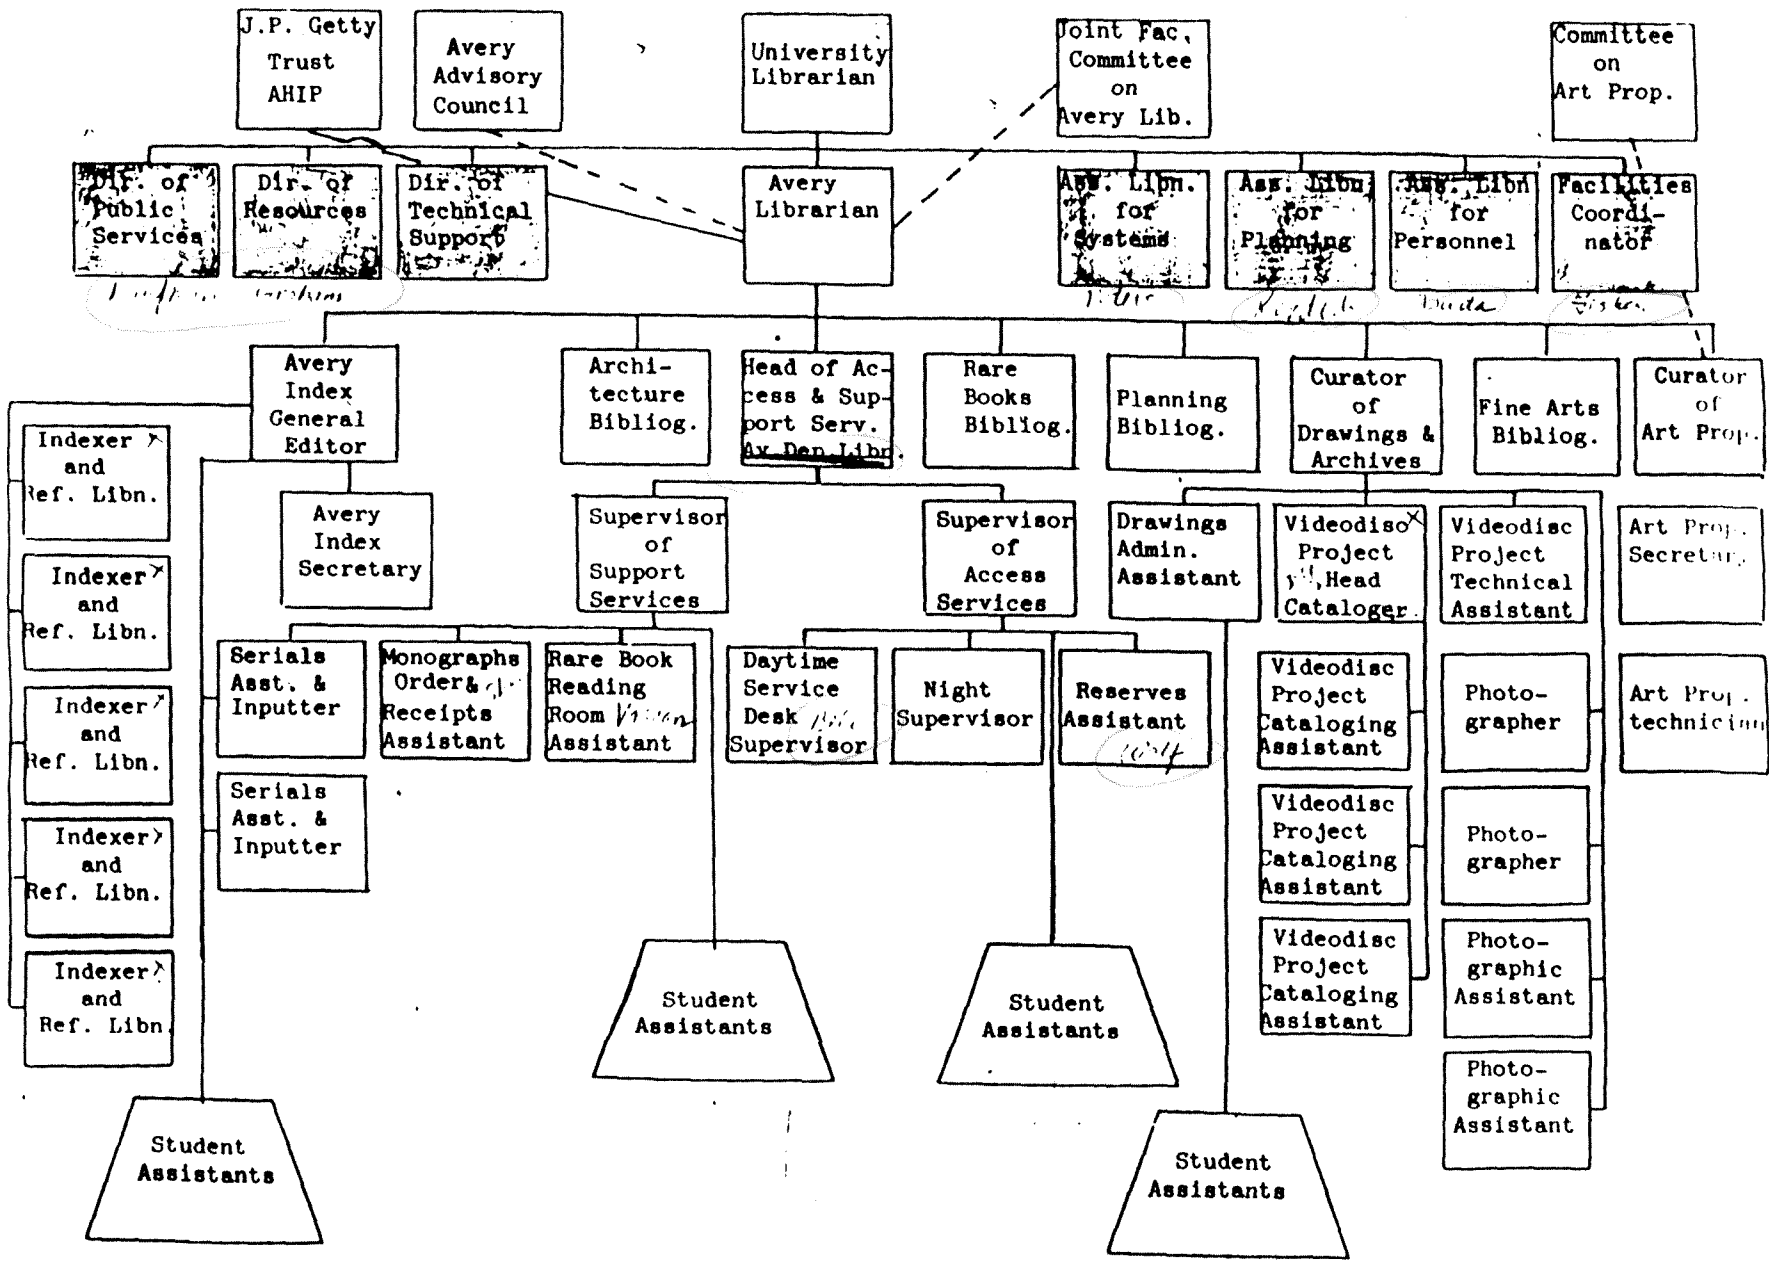 J.P. Getty
Trust
AHIP
Avery
Advisory
Council
University
Librarian
Joint Fac.
Committee
on
Avery Lib.
Committee
on
Art Prop.
Dir. of
Public
Services
Dir. of
Resources
Dir. of
Technical
Support
Avery
Librarian
Ass. Libn.
for
Systems
Ass. Libn
for
Planning
Ass. Libn
for
Personnel
Facilities
Coordi-
nator
Avery
Index
General
Editor
Archi-
tecture
Bibliog.
Head of Ac-
cess & Sup-
port Serv.
Av Dep Libr.
Rare
Books
Bibliog.
Planning
Bibliog.
Curator
of
Drawings &
Archives
Fine Arts
Bibliog.
Curator
of
Art Prop.
Indexer
and
Ref. Libn.
Indexer
and
Ref. Libn.
Indexer
and
Ref. Libn.
Indexer
and
Ref. Libn.
Indexer
and
Ref. Libn.
Avery
Index
Secretary
Supervisor
of
Support
Services
Supervisor
of
Access
Services
Drawings
Admin.
Assistant
Videodisc
Project
Head
Cataloger
Videodisc
Project
Technical
Assistant
Art Prop.
Secretary
Serials
Asst. &
Inputter
Monographs
Order &
Receipts
Assistant
Rare Book
Reading
Room
Assistant
Daytime
Service
Desk
Supervisor
Night
Supervisor
Reserves
Assistant
Videodisc
Project
Cataloging
Assistant
Photo-
grapher
Art Prop.
technician
Serials
Asst. &
Inputter
Videodisc
Project
Cataloging
Assistant
Photo-
grapher
Videodisc
Project
Cataloging
Assistant
Photo-
graphic
Assistant
Photo-
graphic
Assistant
Student
Assistants
Student
Assistants
Student
Assistants
Student
Assistants